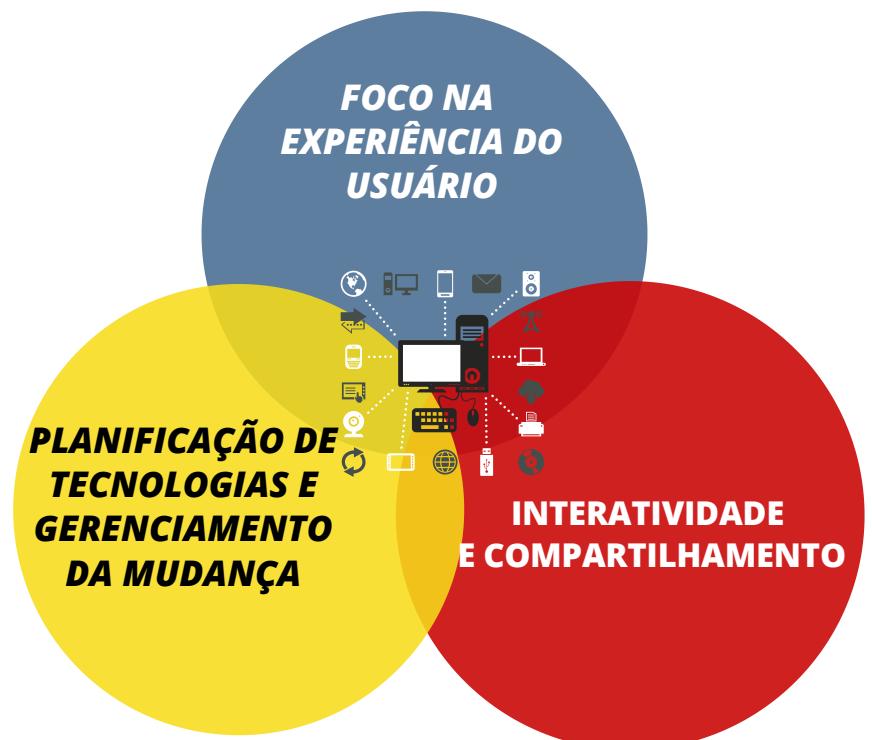 FOCO NA
EXPERIÊNCIA DO
USUÁRIO
PLANIFICAÇÃO DE
TECNOLOGIAS E
GERENCIAMENTO
DA MUDANÇA
INTERATIVIDADE
E COMPARTILHAMENTO